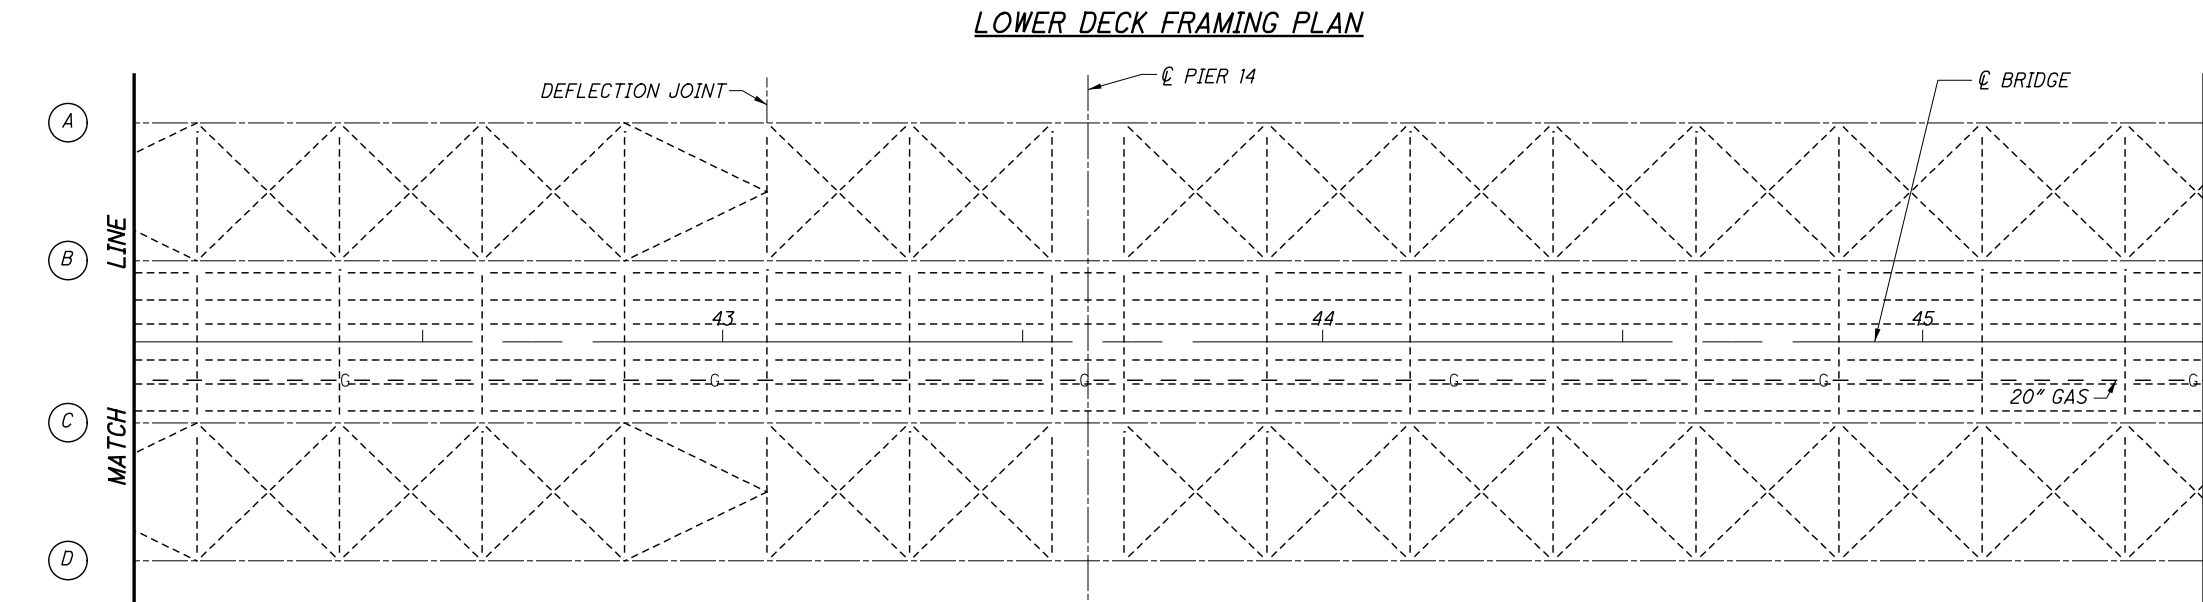 LOWER DECK FRAMING PLAN
DEFLECTION JOINT
℄ PIER 14
℄ BRIDGE
A
B
LINE
43
44
45
G
G
G
G
G
G
20" GAS
C
MATCH
D